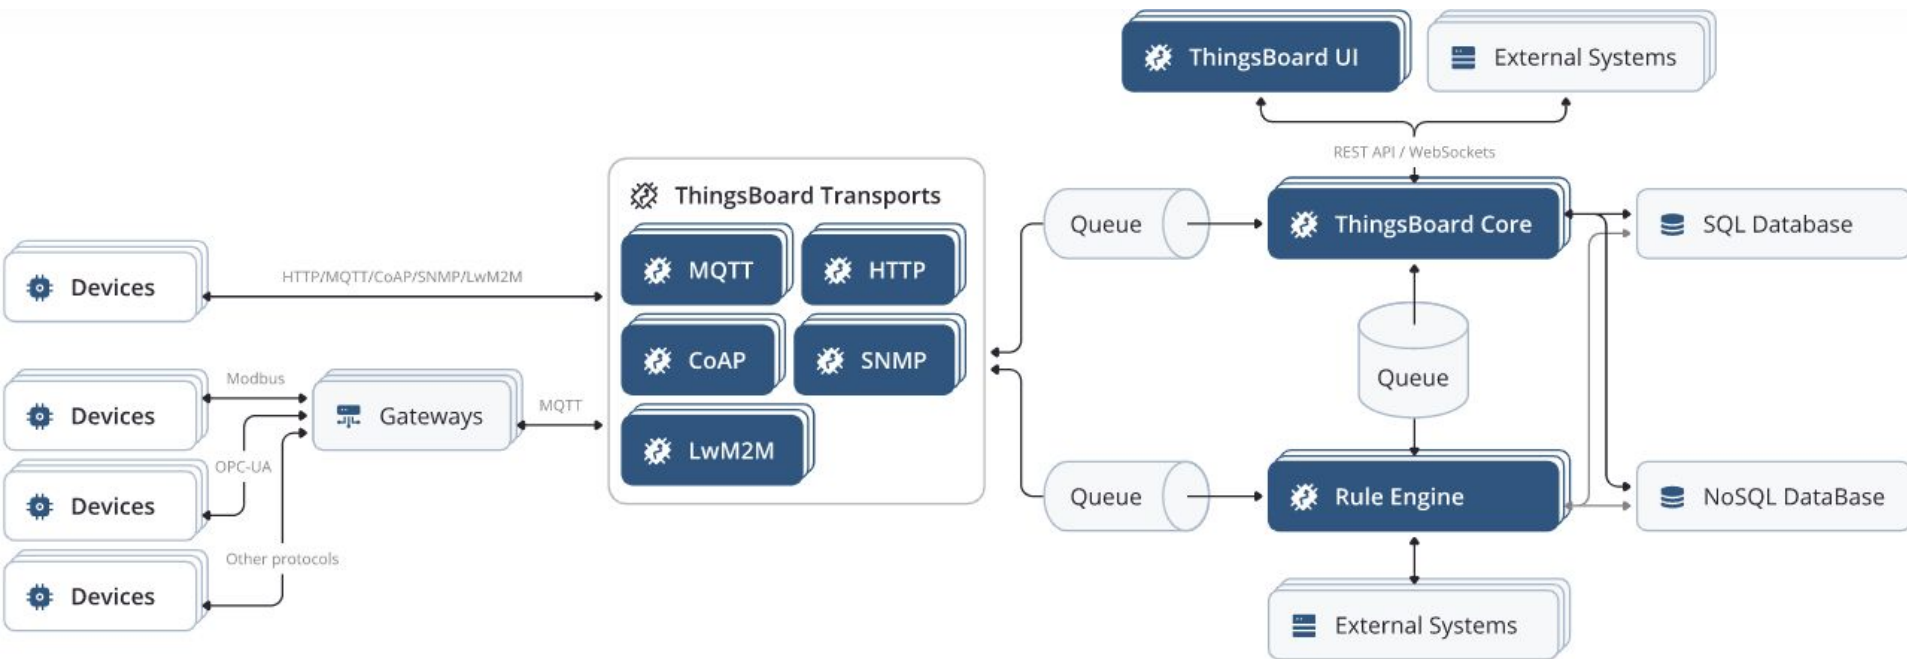 ThingsBoard UI
External Systems
REST API / WebSockets
ThingsBoard Transports
MQTT
HTTP
CoAP
SNMP
LwM2M
Devices
HTTP/MQTT/CoAP/SNMP/LwM2M
Devices
Modbus
Gateways
MQTT
OPC-UA
Devices
Other protocols
Devices
Queue
ThingsBoard Core
SQL Database
Queue
Queue
Rule Engine
NoSQL DataBase
External Systems